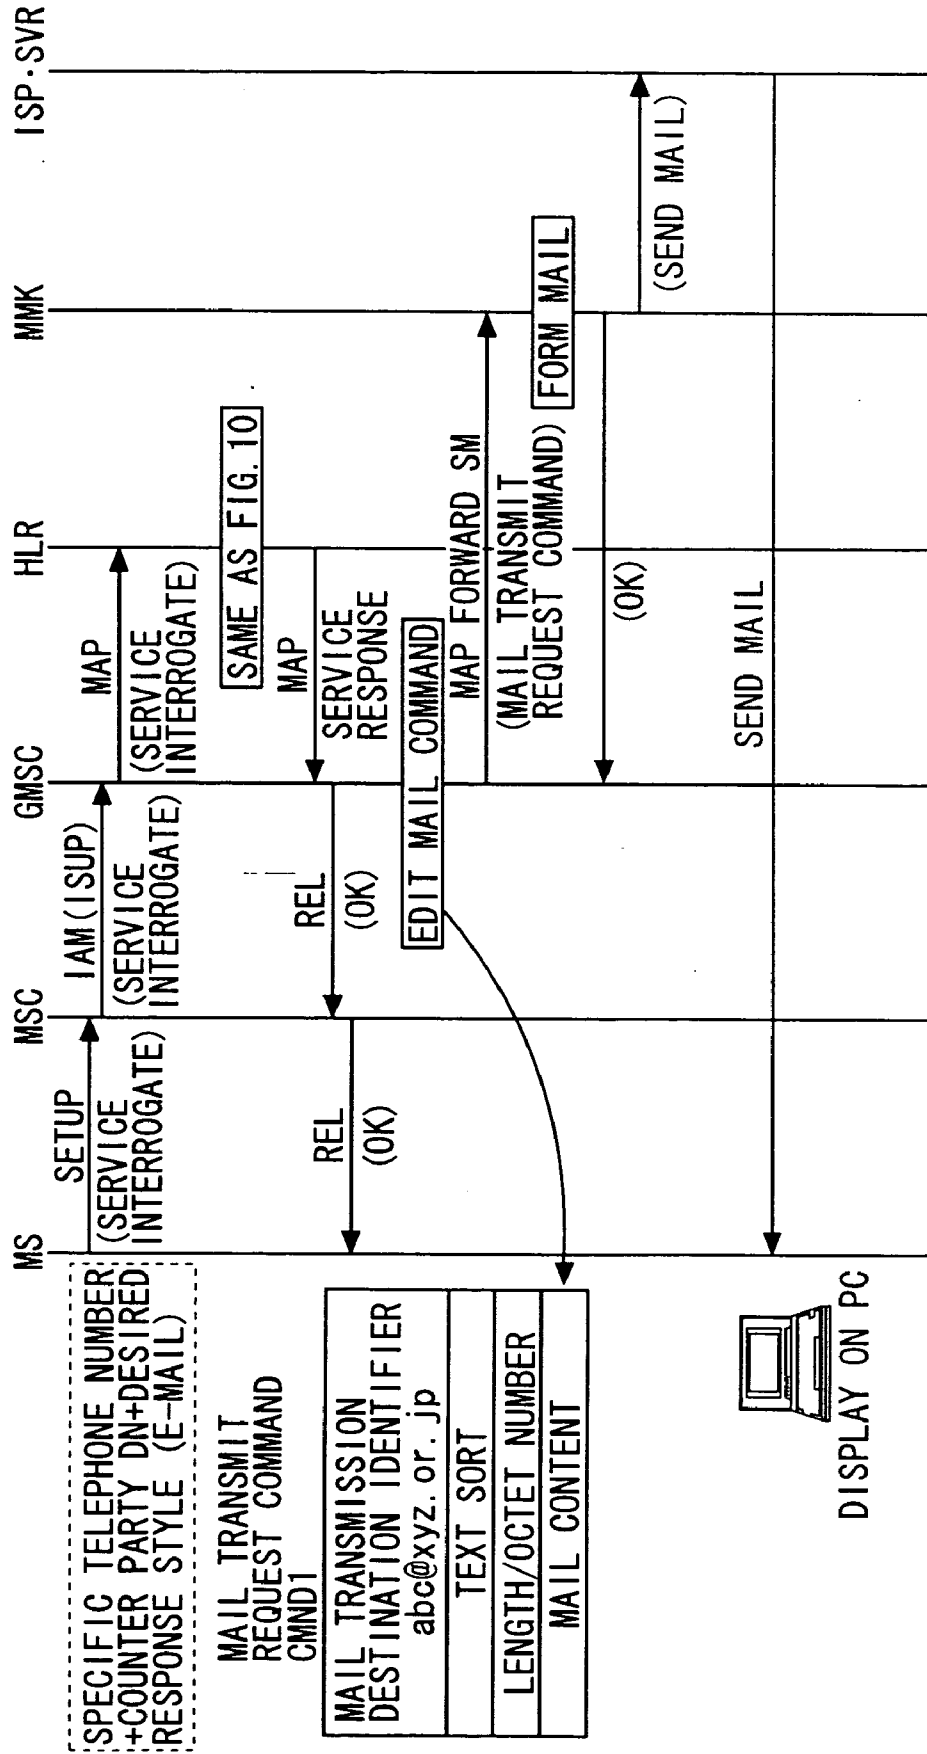 MS
MSC
GMSC
HLR
MMK
ISP·SVR
SPECIFIC TELEPHONE NUMBER
+COUNTER PARTY DN+DESIRED
RESPONSE STYLE (E-MAIL)
SETUP
(SERVICE
INTERROGATE)
IAM(ISUP)
(SERVICE
INTERROGATE)
MAP
(SERVICE
INTERROGATE)
SAME AS FIG. 10
MAP
SERVICE
RESPONSE
REL
(OK)
REL
(OK)
EDIT MAIL COMMAND
MAP FORWARD SM
(MAIL TRANSMIT
REQUEST COMMAND)
FORM MAIL
(OK)
(SEND MAIL)
SEND MAIL
MAIL TRANSMIT
REQUEST COMMAND
CMND1
MAIL TRANSMISSION
DESTINATION IDENTIFIER
abc@xyz.or.jp
TEXT SORT
LENGTH/OCTET NUMBER
MAIL CONTENT
DISPLAY ON PC